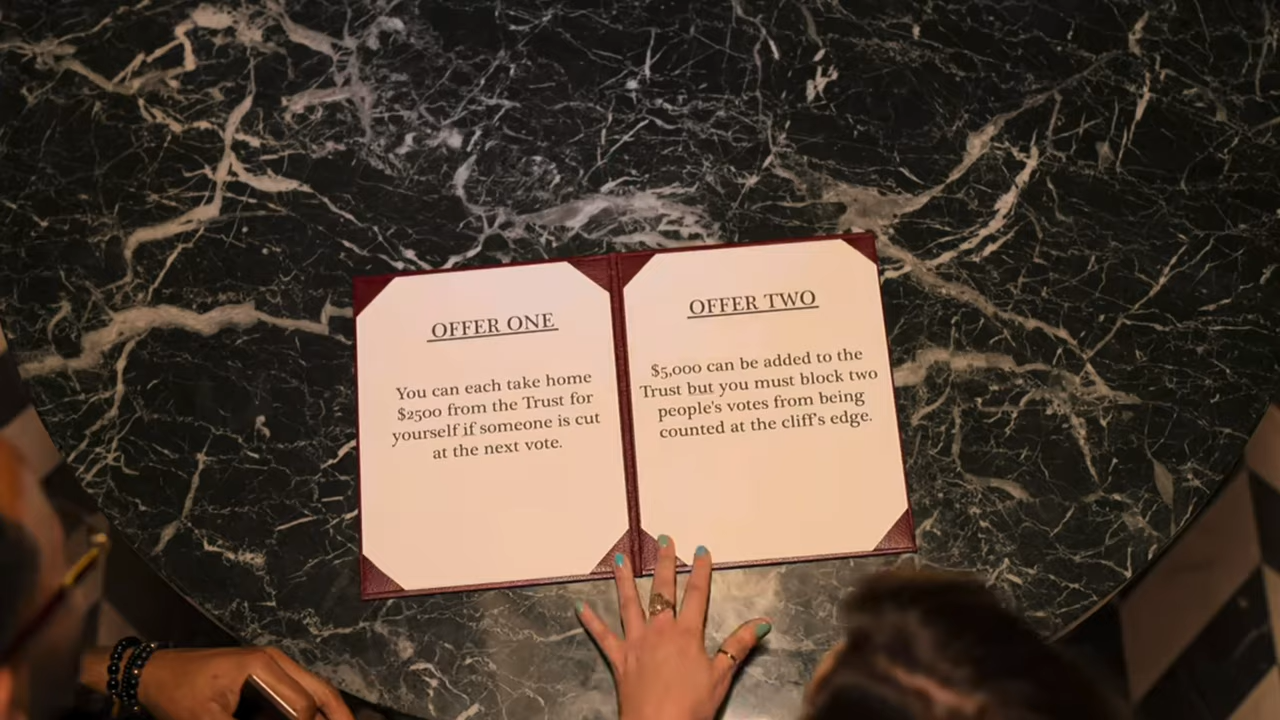 OFFER ONE
You can each take home
$2500 from the Trust for
yourself if someone is cut
at the next vote.
OFFER TWO
$5,000 can be added to the
Trust but you must block two
people's votes from being
counted at the cliff's edge.